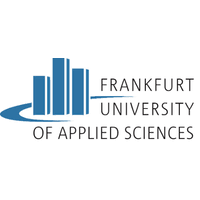 FRANKFURT
UNIVERSITY
OF APPLIED SCIENCES